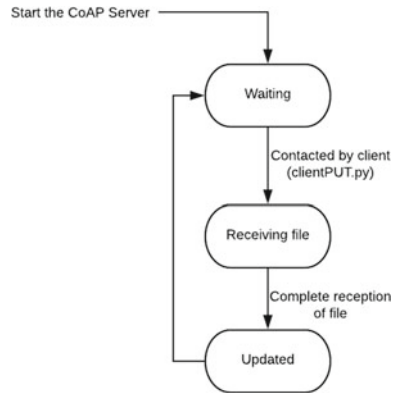 Start the CoAP Server
Waiting
Contacted by client
(clientPUT.py)
Receiving file
Complete reception
of file
Updated